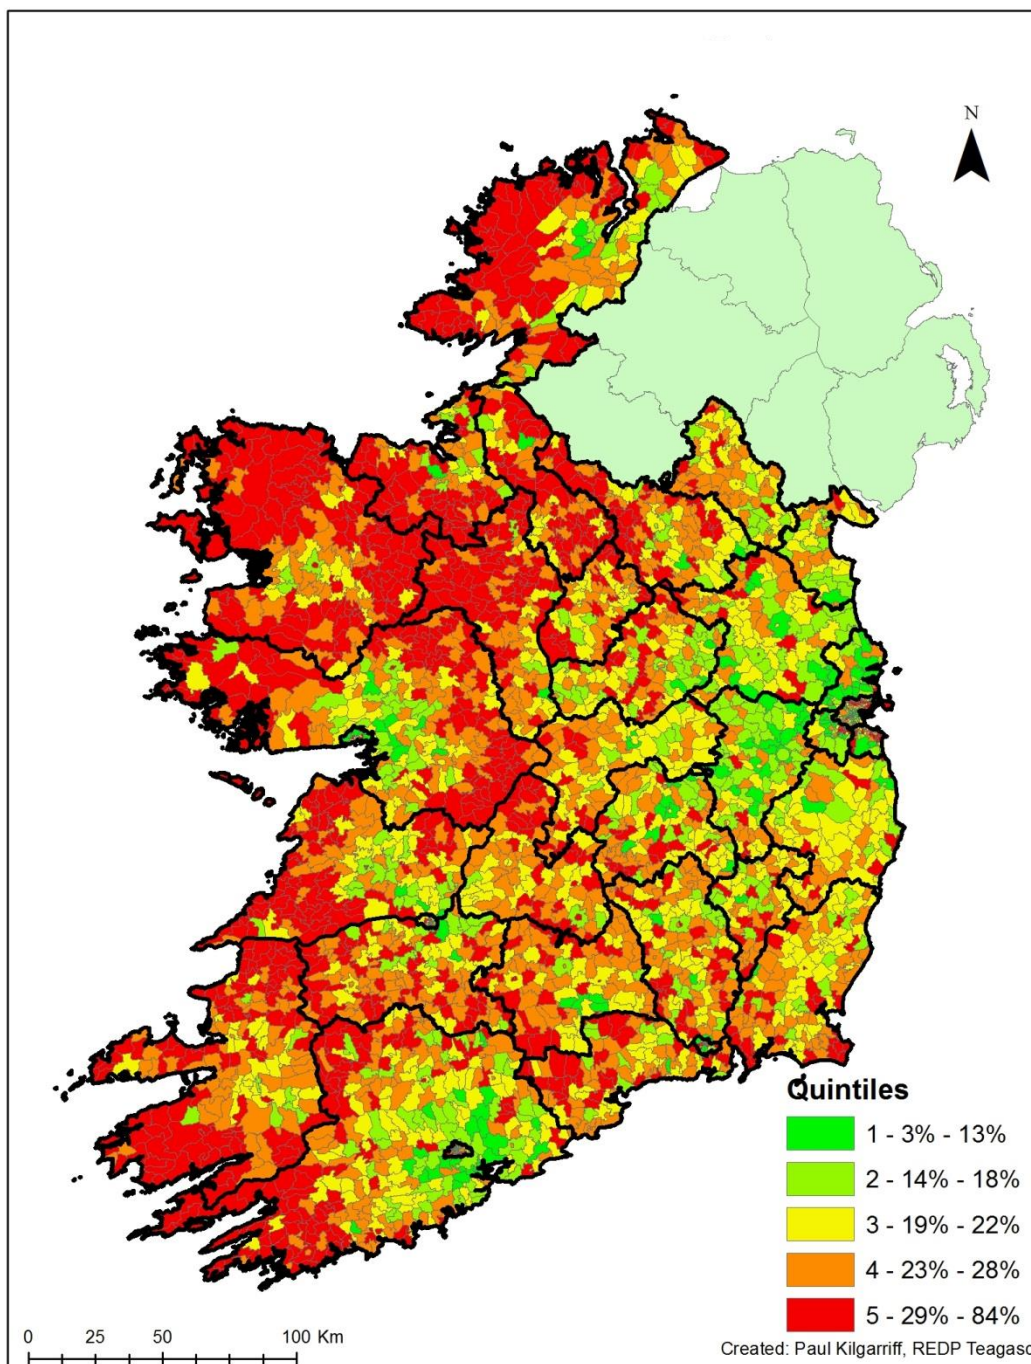 N
Quintiles
1 - 3% - 13%
2 - 14% - 18%
3 - 19% - 22%
4 - 23% - 28%
5 - 29% - 84%
0 25 50 100 Km
Created: Paul Kilgarriff, REDP Teagasc